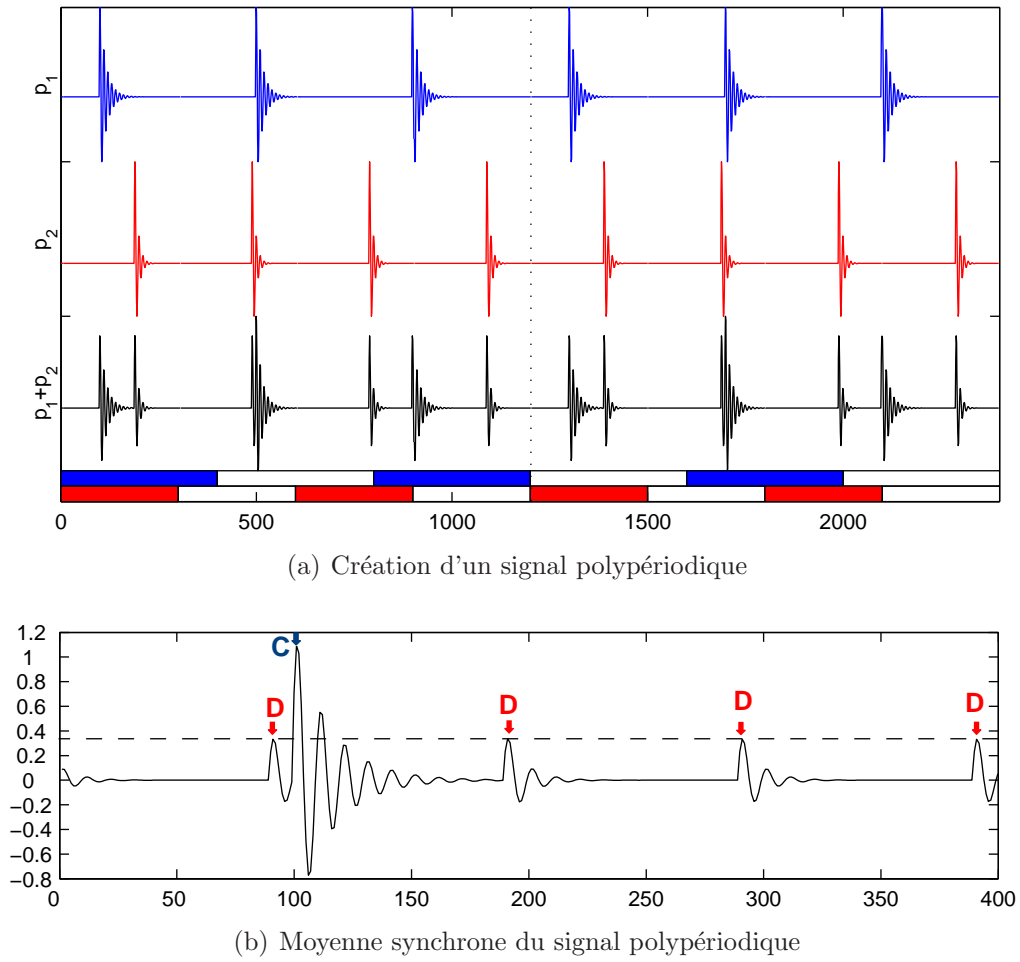 p1
p2
p1+p2
0 500 1000 1500 2000
(a) Création d'un signal polypériodique
1.2
1
0.8
0.6
0.4
0.2
0
−0.2
−0.4
−0.6
−0.8
C
D D D D
0 50 100 150 200 250 300 350 400
(b) Moyenne synchrone du signal polypériodique